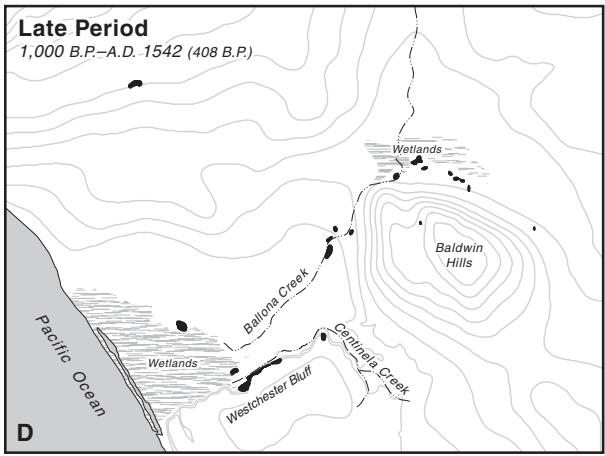 Late Period
1,000 B.P.–A.D. 1542 (408 B.P.)
Wetlands
Baldwin
Hills
Ballona Creek
Pacific Ocean
Wetlands
Centinela Creek
Westchester Bluff
D